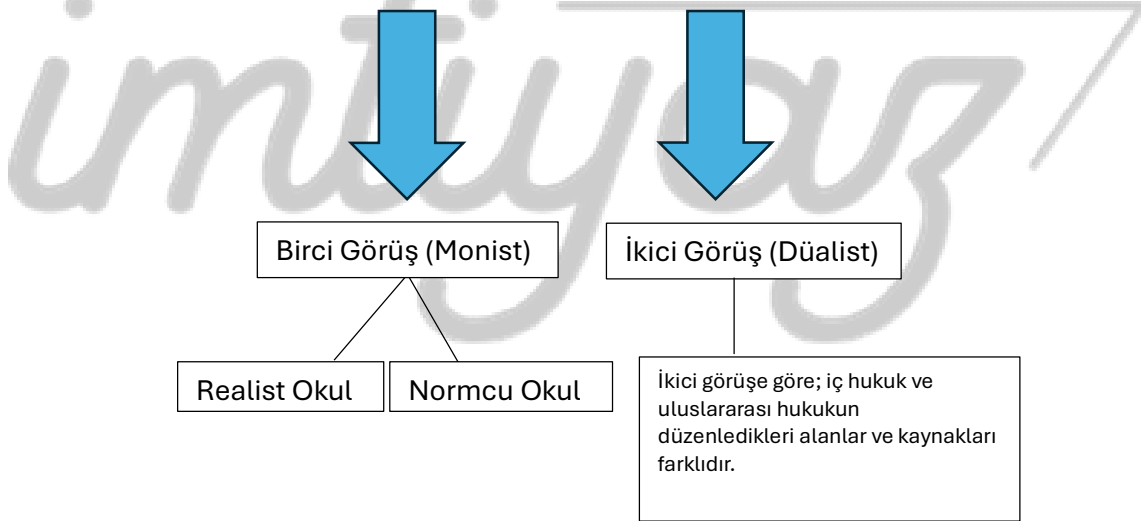 imtiyaz
Birci Görüş (Monist)
İkici Görüş (Düalist)
Realist Okul
Normcu Okul
İkici görüşe göre; iç hukuk ve
uluslararası hukukun
düzenledikleri alanlar ve kaynakları
farklıdır.